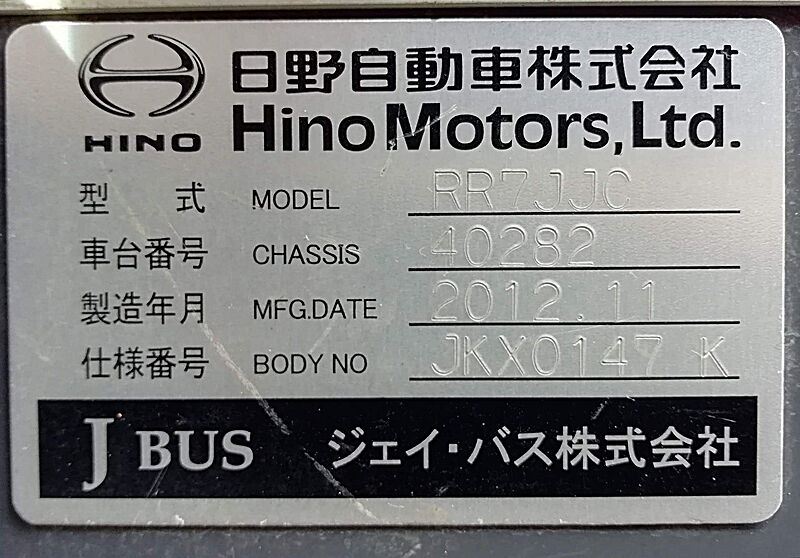 HINO 日野自動車株式会社
Hino Motors, Ltd.
型 式 MODEL RR7JJC
車台番号 CHASSIS 40282
製造年月 MFG.DATE 2012.11
仕様番号 BODY NO JKX0147 K
J BUS ジェイ・バス株式会社